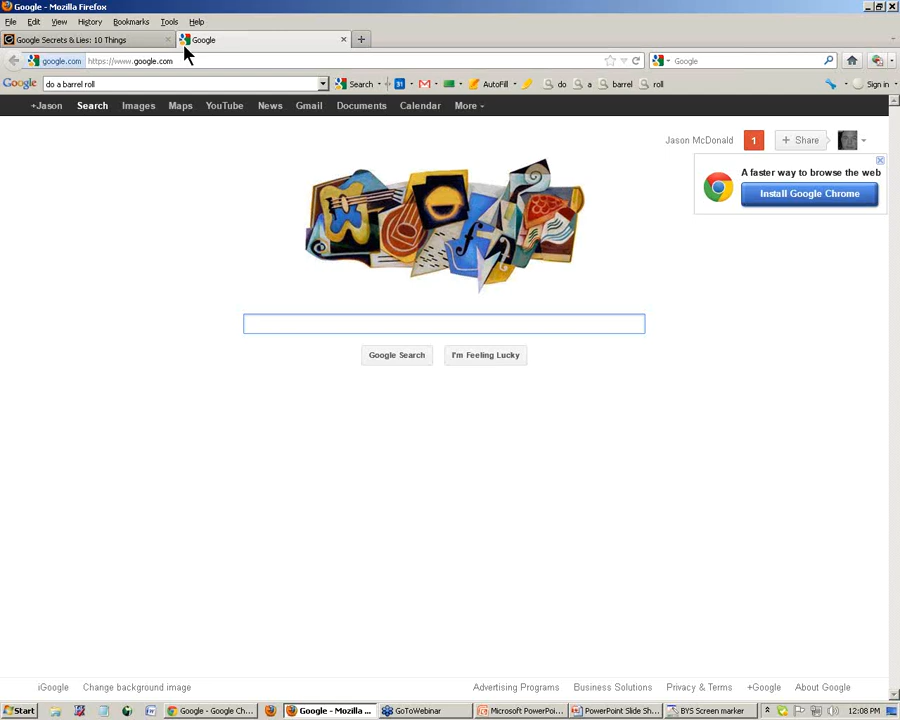 Google - Mozilla Firefox
File Edit View History Bookmarks Tools Help
Google Secrets & Lies: 10 Things Google
google.com https://www.google.com Google
Google do a barrel roll Search 31 AutoFill do a barrel roll Sign in
+Jason Search Images Maps YouTube News Gmail Documents Calendar More
Jason McDonald 1 + Share
A faster way to browse the web
Install Google Chrome
Google Search I'm Feeling Lucky
iGoogle Change background image Advertising Programs Business Solutions Privacy & Terms +Google About Google
Start Google - Google Ch... Google - Mozilla ... GoToWebinar Microsoft PowerPoi... PowerPoint Slide Sh... BYS Screen marker 12:08 PM